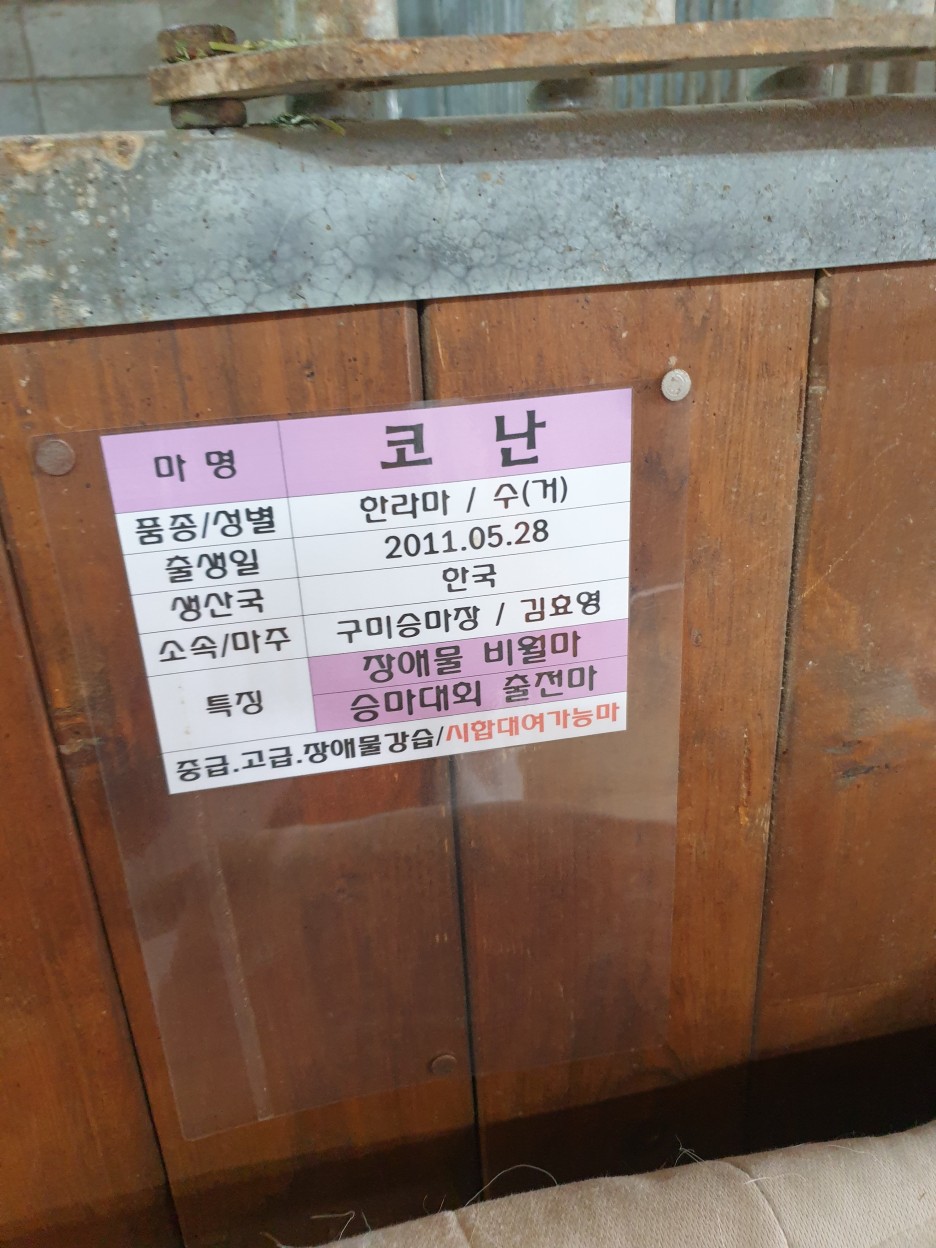 마 명 코 난
품종/성별 한라마 / 수(거)
출생일 2011.05.28
생산국 한국
소속/마주 구미승마장 / 김효영
특징 장애물 비월마
승마대회 출전마
중급.고급.장애물강습/시합대여가능마